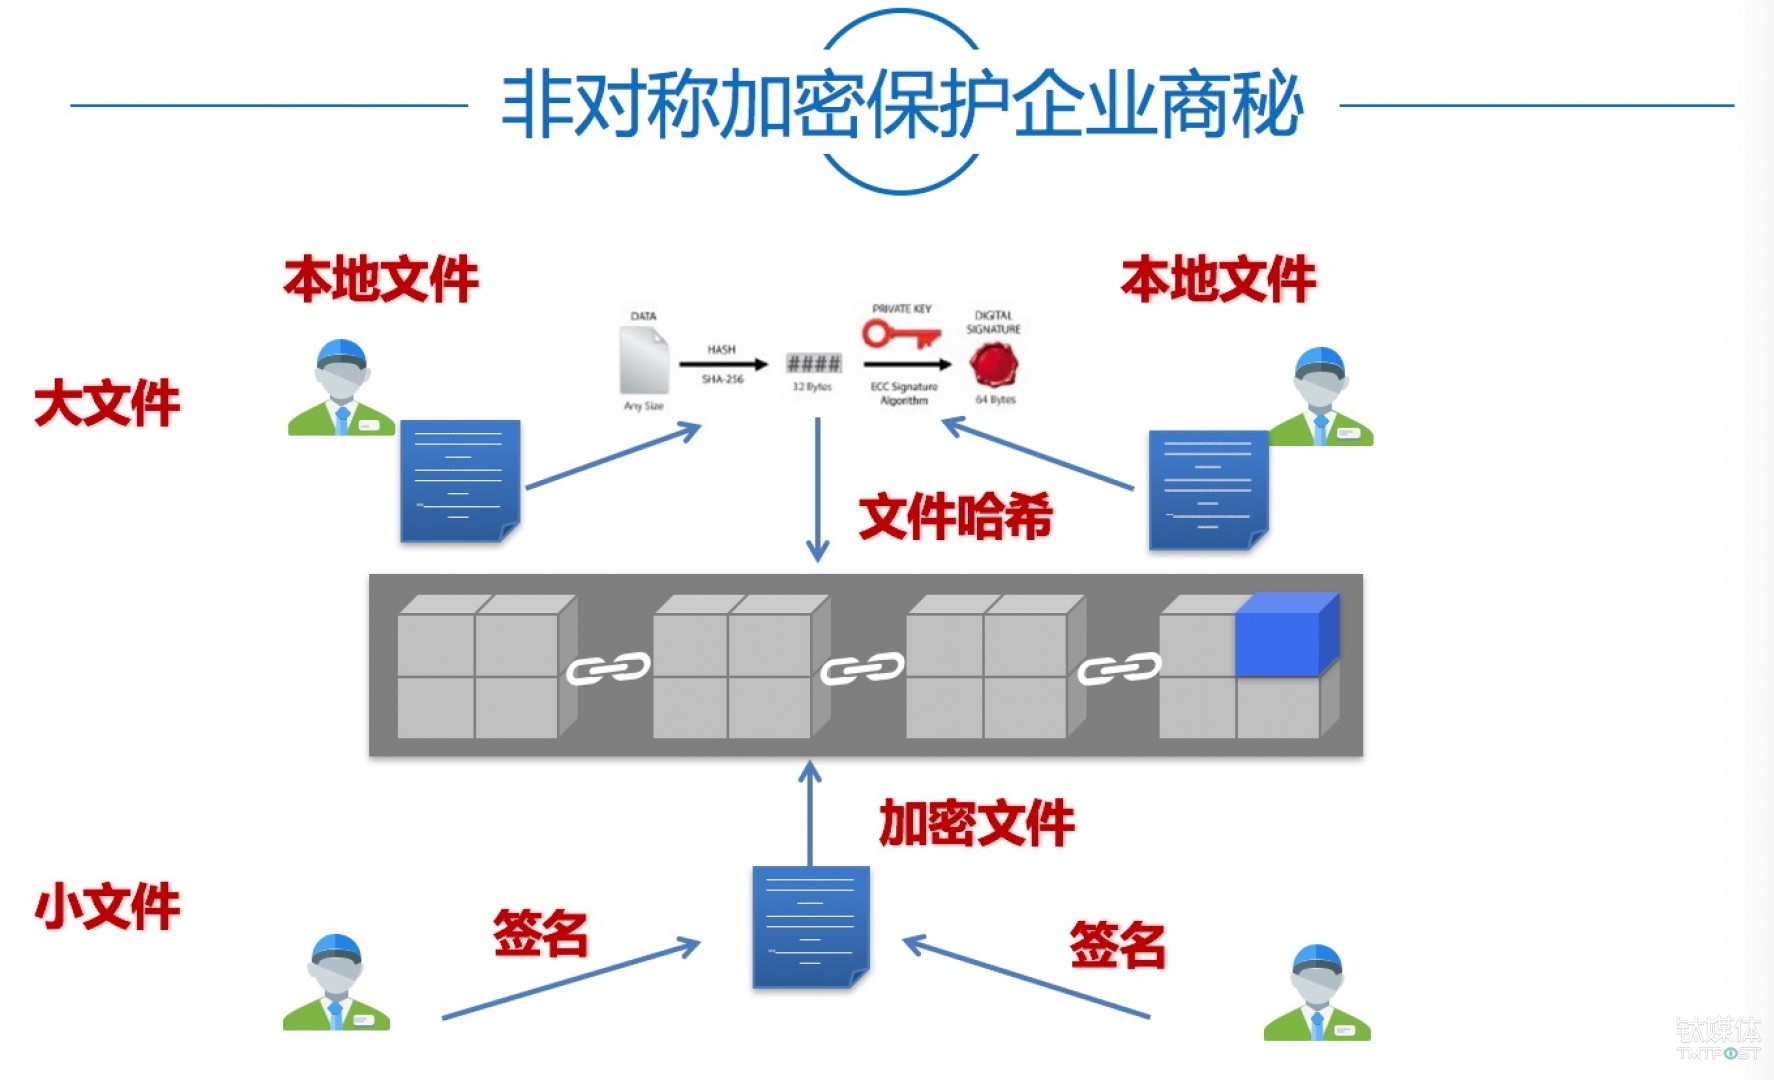 非对称加密保护企业商秘
本地文件
本地文件
DATA
HASH
SHA-256
Any Size
####
32 Bytes
PRIVATE KEY
ECC Signature
Algorithm
DIGITAL
SIGNATURE
64 Bytes
大文件
文件哈希
加密文件
小文件
签名
签名
钛媒体
TMTPOST